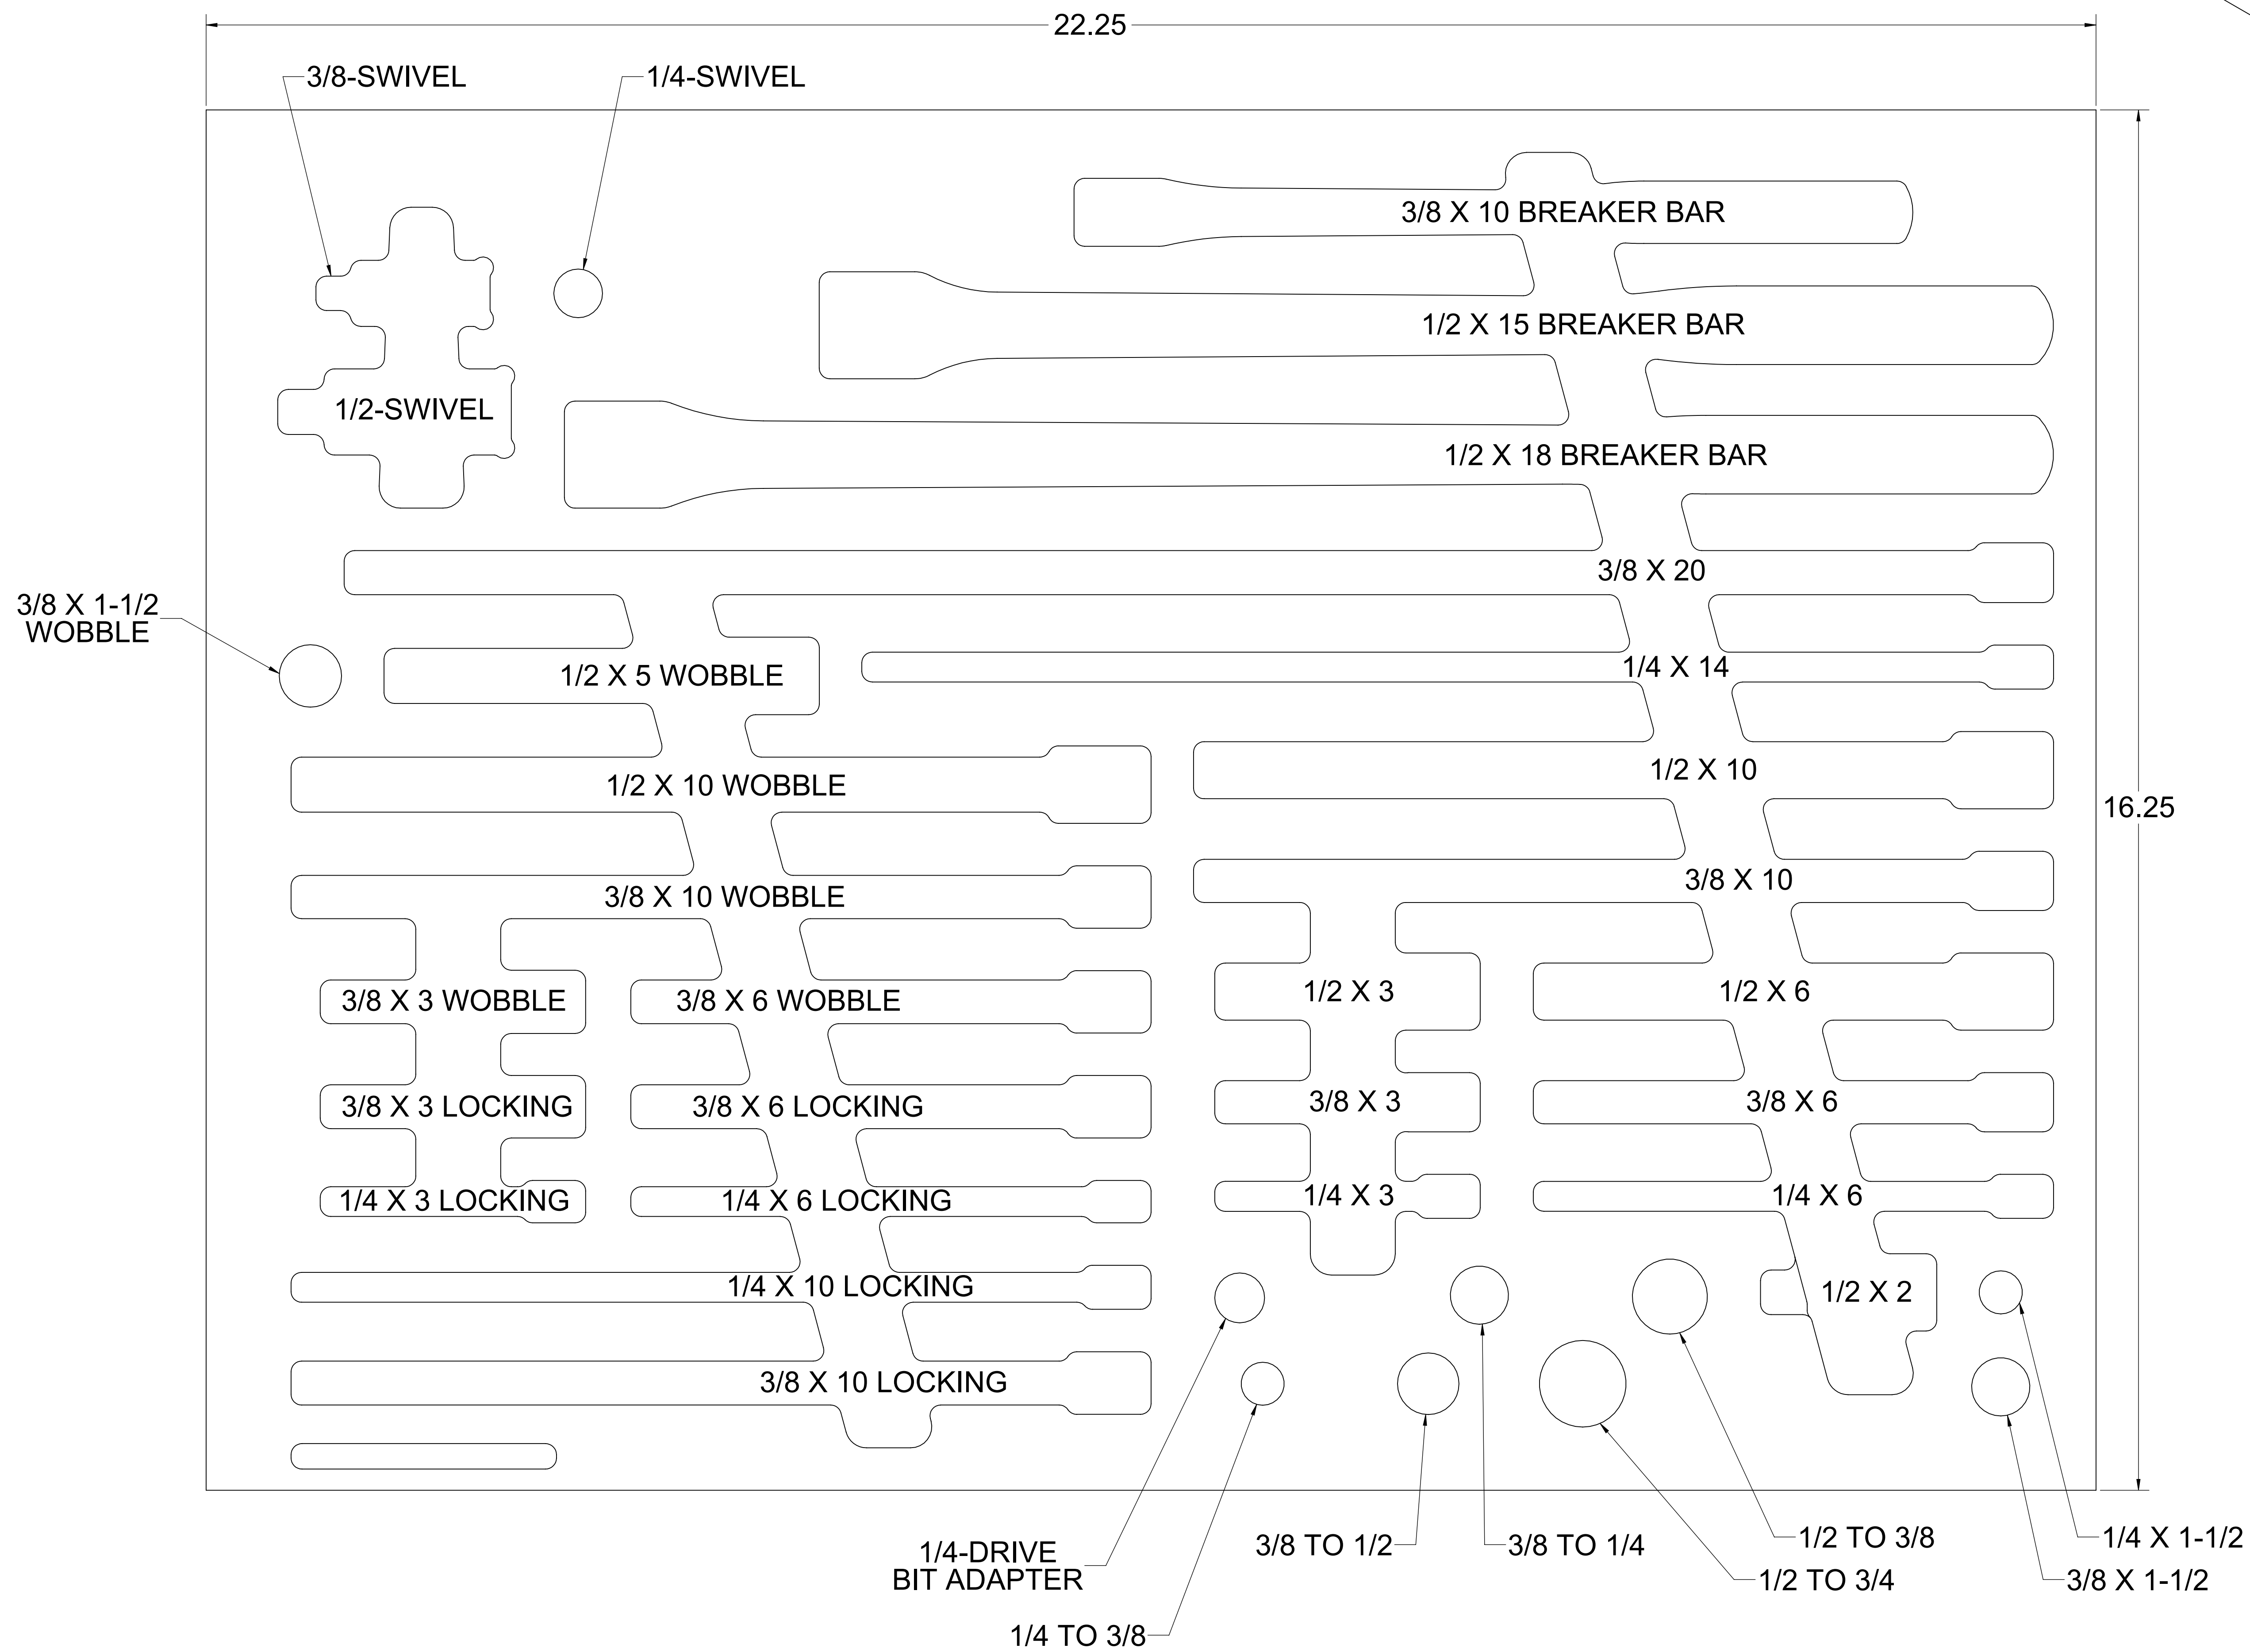 22.25
3/8-SWIVEL
1/4-SWIVEL
3/8 X 10 BREAKER BAR
1/2 X 15 BREAKER BAR
1/2-SWIVEL
1/2 X 18 BREAKER BAR
3/8 X 20
3/8 X 1-1/2
WOBBLE
1/2 X 5 WOBBLE
1/4 X 14
1/2 X 10 WOBBLE
1/2 X 10
16.25
3/8 X 10 WOBBLE
3/8 X 10
3/8 X 3 WOBBLE
3/8 X 6 WOBBLE
1/2 X 3
1/2 X 6
3/8 X 3 LOCKING
3/8 X 6 LOCKING
3/8 X 3
3/8 X 6
1/4 X 3 LOCKING
1/4 X 6 LOCKING
1/4 X 3
1/4 X 6
1/4 X 10 LOCKING
1/2 X 2
3/8 X 10 LOCKING
1/4-DRIVE
BIT ADAPTER
3/8 TO 1/2
3/8 TO 1/4
1/2 TO 3/8
1/4 X 1-1/2
1/2 TO 3/4
3/8 X 1-1/2
1/4 TO 3/8